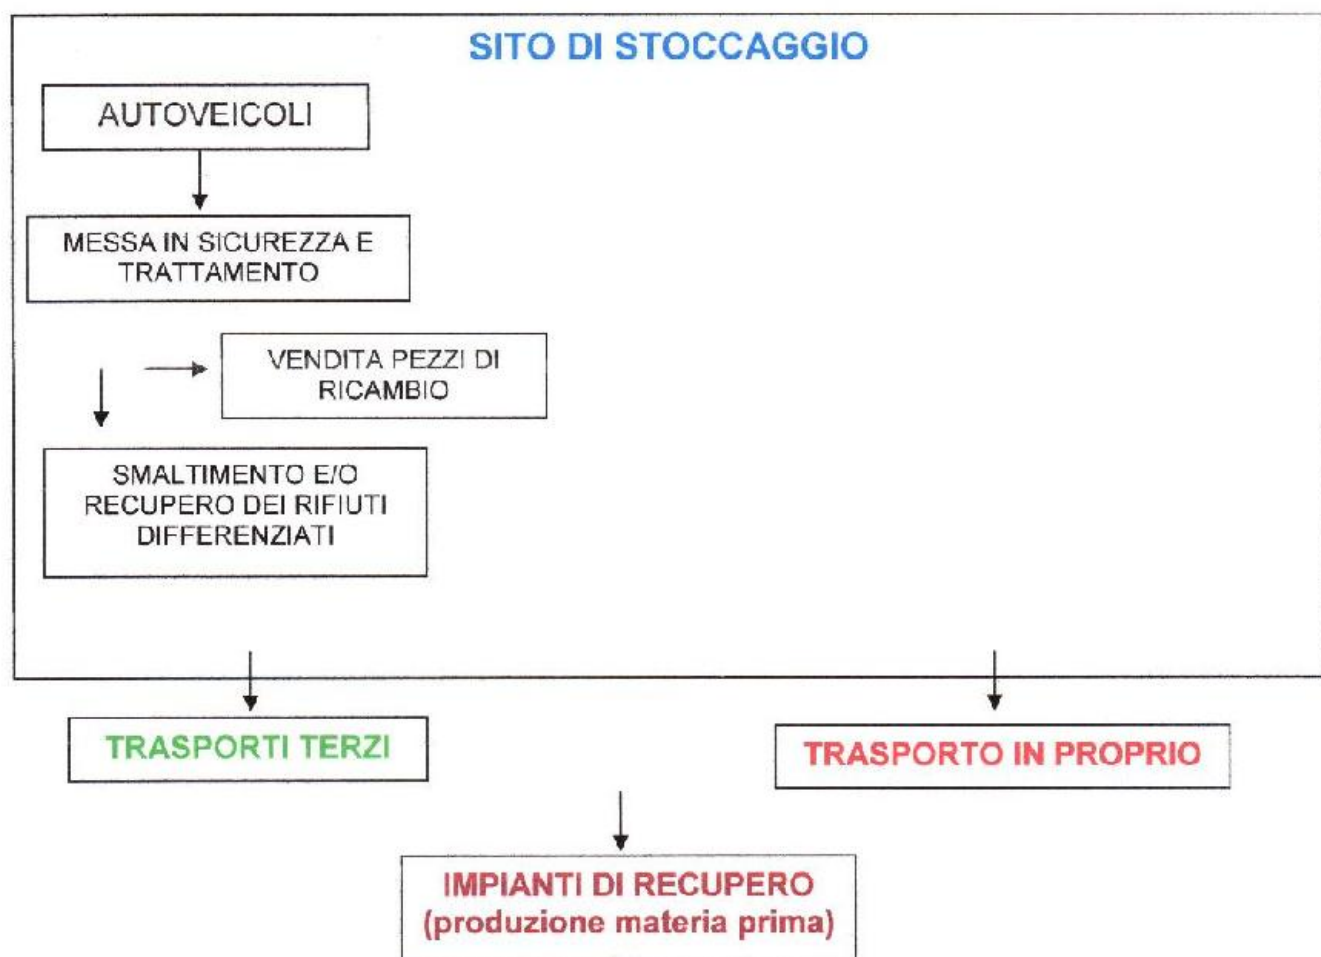 SITO DI STOCCAGGIO
AUTOVEICOLI
MESSA IN SICUREZZA E
TRATTAMENTO
VENDITA PEZZI DI
RICAMBIO
SMALTIMENTO E/O
RECUPERO DEI RIFIUTI
DIFFERENZIATI
TRASPORTI TERZI
TRASPORTO IN PROPRIO
IMPIANTI DI RECUPERO
(produzione materia prima)